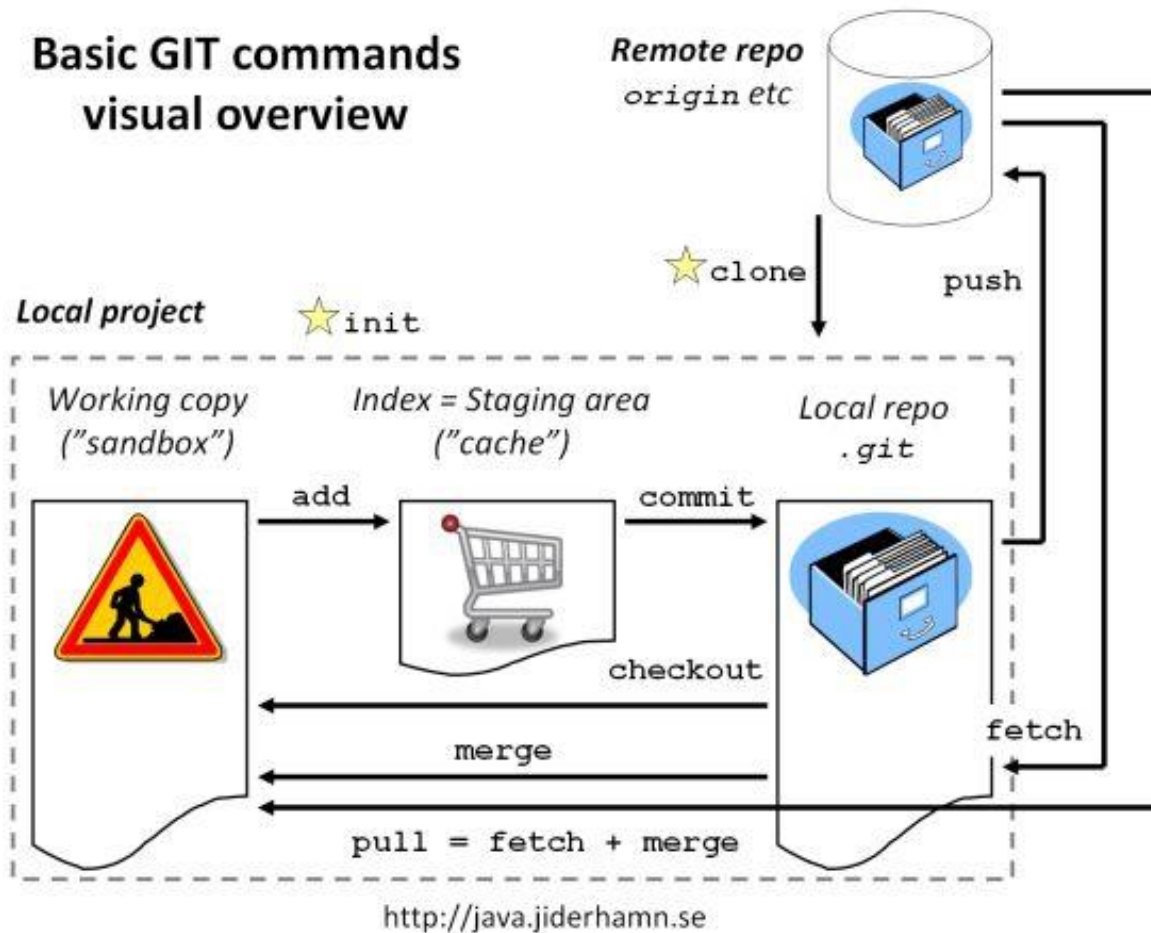 Basic GIT commands
visual overview
Remote repo
origin etc
clone
push
Local project
init
Working copy
("sandbox")
Index = Staging area
("cache")
Local repo
.git
add
commit
checkout
fetch
merge
pull = fetch + merge
http://java.jiderhamn.se